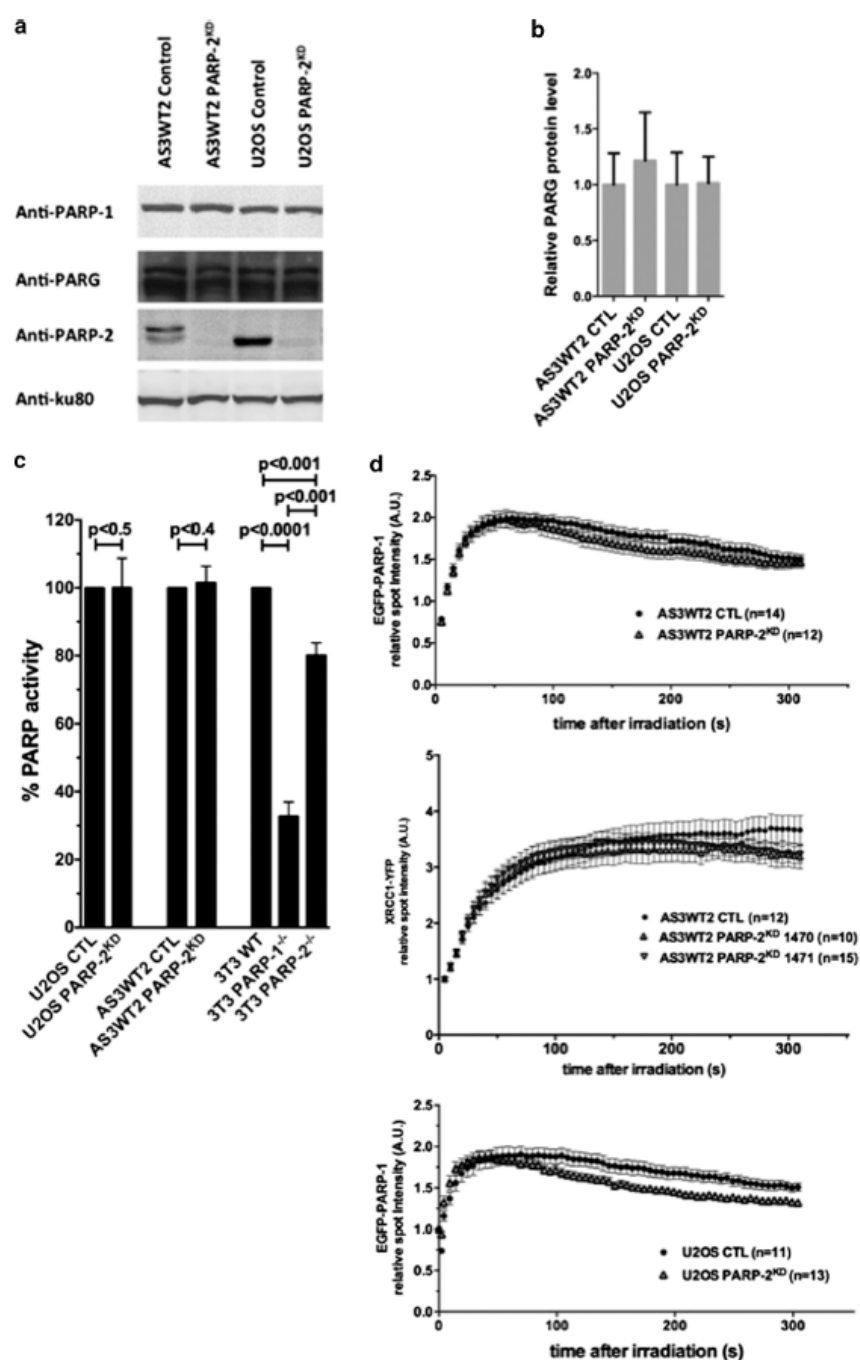 a
AS3WT2 Control
AS3WT2 PARP-2KD
U2OS Control
U2OS PARP-2KD
Anti-PARP-1
Anti-PARG
Anti-PARP-2
Anti-ku80
b
Relative PARG protein level
2.0
1.5
1.0
0.5
0.0
AS3WT2 CTL
AS3WT2 PARP-2KD
U2OS CTL
U2OS PARP-2KD
c
p<0.001
p<0.001
p<0.5
p<0.4
p<0.0001
% PARP activity
120
100
80
60
40
20
0
U2OS CTL
U2OS PARP-2KD
AS3WT2 CTL
AS3WT2 PARP-2KD
3T3 WT
3T3 PARP-1-/-
3T3 PARP-2-/-
d
EGFP-PARP-1
relative spot Intensity (A.U.)
2.5
2.0
1.5
1.0
0.5
0.0
AS3WT2 CTL (n=14)
AS3WT2 PARP-2KD (n=12)
0 100 200 300
time after irradiation (s)
XRCC1-YFP
relative spot intensity (A.U.)
5
4
3
2
1
0
AS3WT2 CTL (n=12)
AS3WT2 PARP-2KD 1470 (n=10)
AS3WT2 PARP-2KD 1471 (n=15)
0 100 200 300
time after irradiation (s)
EGFP-PARP-1
relative spot intensity (A.U.)
2.5
2.0
1.5
1.0
0.5
0.0
U2OS CTL (n=11)
U2OS PARP-2KD (n=13)
0 100 200 300
time after irradiation (s)